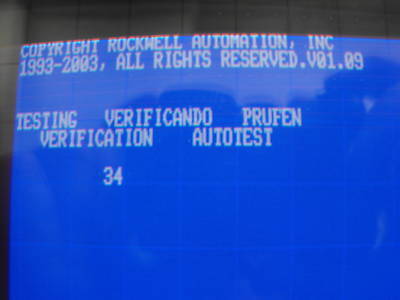 COPYRIGHT ROCKWELL AUTOMATION, INC
1993-2003, ALL RIGHTS RESERVED.V01.09
TESTING VERIFICANDO PRUFEN
VERIFICATION AUTOTEST
34